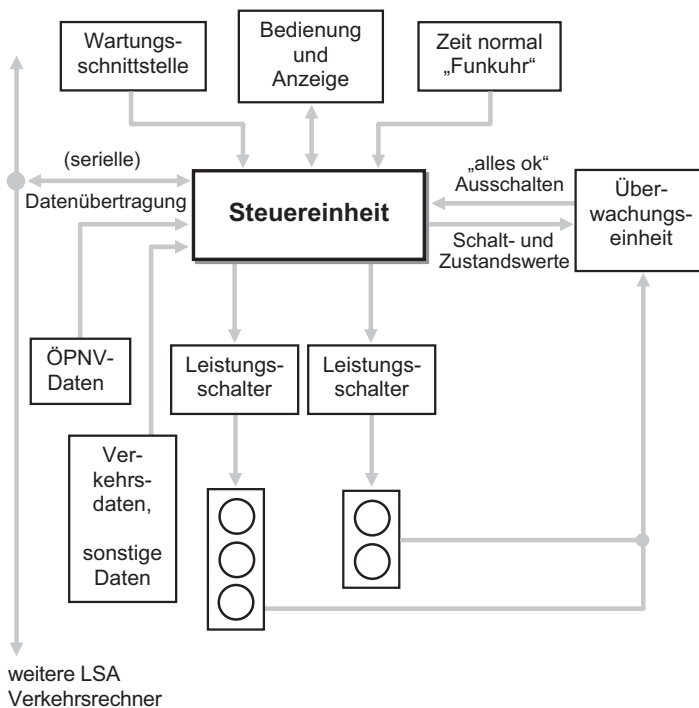 Wartungs-
schnittstelle
Bedienung
und
Anzeige
Zeit normal
„Funkuhr“
(serielle)
Datenübertragung
Steuereinheit
„alles ok“
Ausschalten
Schalt- und
Zustandswerte
Über-
wachungs-
einheit
ÖPNV-
Daten
Leistungs-
schalter
Leistungs-
schalter
Ver-
kehrs-
daten,
sonstige
Daten
weitere LSA
Verkehrsrechner